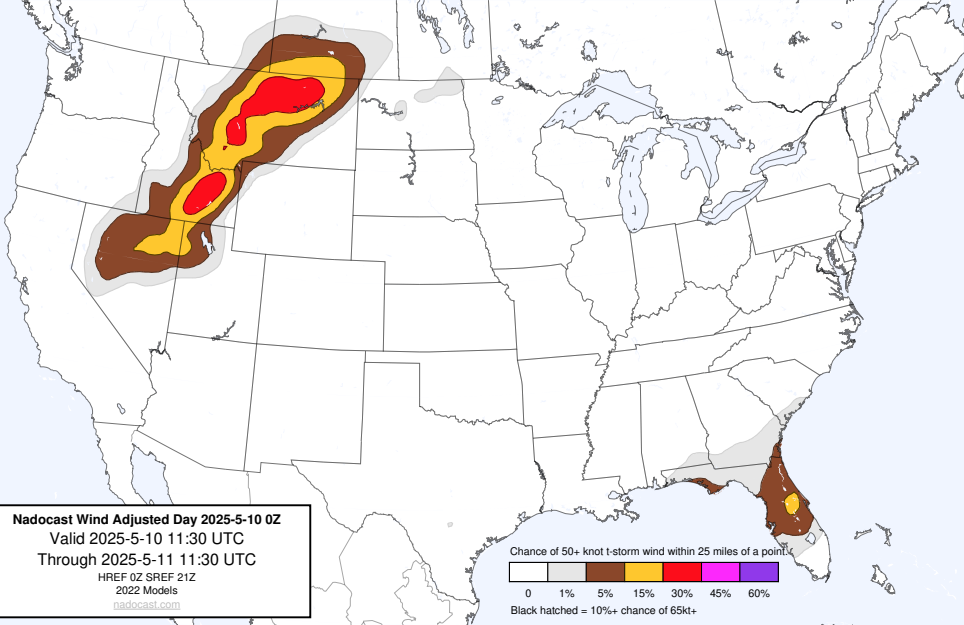 Nadocast Wind Adjusted Day 2025-5-10 0Z
Valid 2025-5-10 11:30 UTC
Through 2025-5-11 11:30 UTC
HREF 0Z SREF 21Z
2022 Models
nadocast.com
Chance of 50+ knot t-storm wind within 25 miles of a point.
0 1% 5% 15% 30% 45% 60%
Black hatched = 10%+ chance of 65kt+